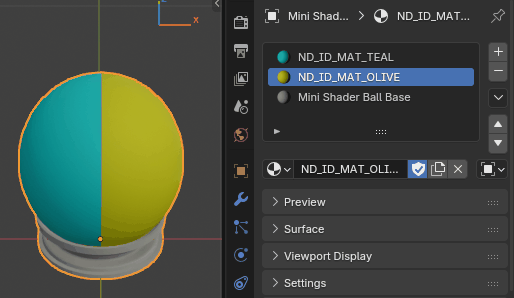 Mini Shad... ND_ID_MAT...
x
ND_ID_MAT_TEAL
ND_ID_MAT_OLIVE
Mini Shader Ball Base
ND_ID_MAT_OLI...
Preview
Surface
Viewport Display
Settings